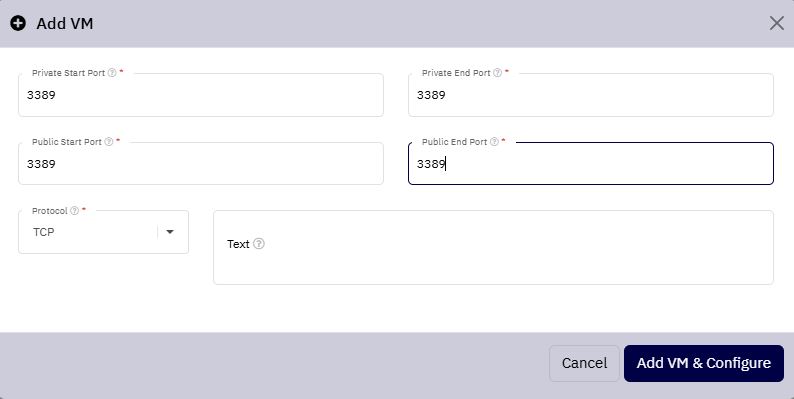 Add VM
Private Start Port *
Private End Port *
3389
3389
Public Start Port *
Public End Port *
3389
3389
Protocol *
TCP
Text
Cancel
Add VM & Configure